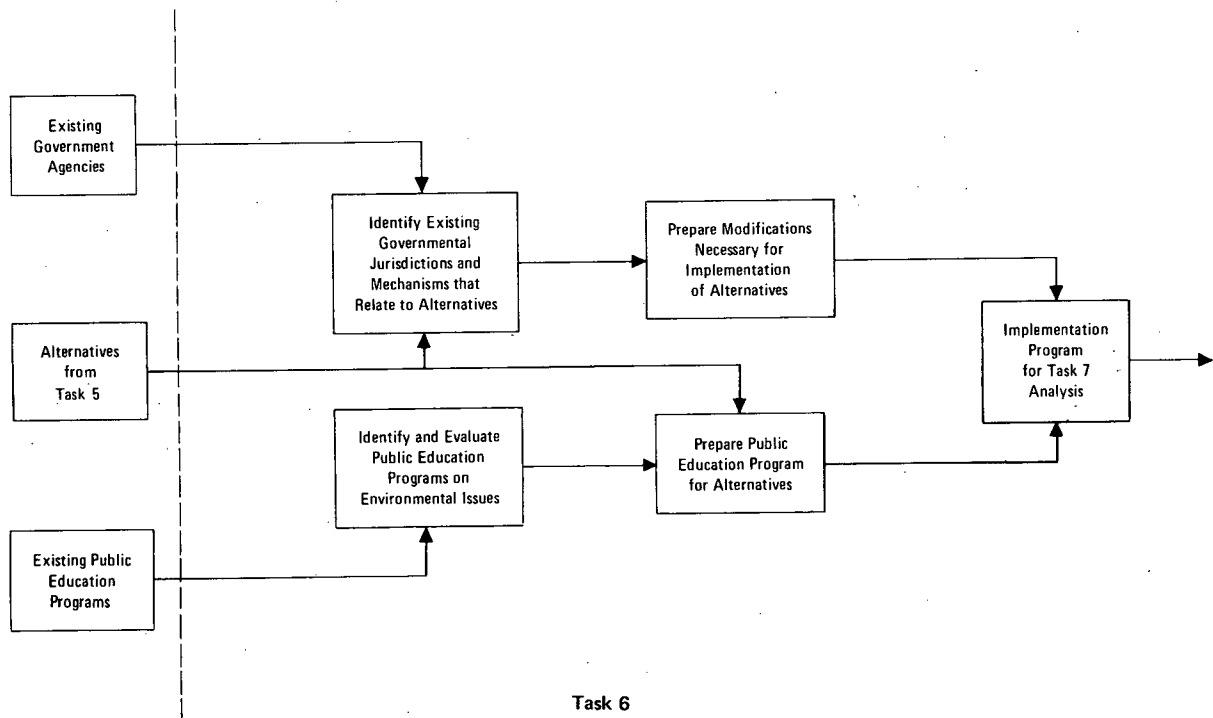 Existing
Government
Agencies
Identify Existing
Governmental
Jurisdictions and
Mechanisms that
Relate to Alternatives
Prepare Modifications
Necessary for
Implementation
of Alternatives
Implementation
Program
for Task 7
Analysis
Alternatives
from
Task 5
Identify and Evaluate
Public Education
Programs on
Environmental Issues
Prepare Public
Education Program
for Alternatives
Existing Public
Education
Programs
Task 6